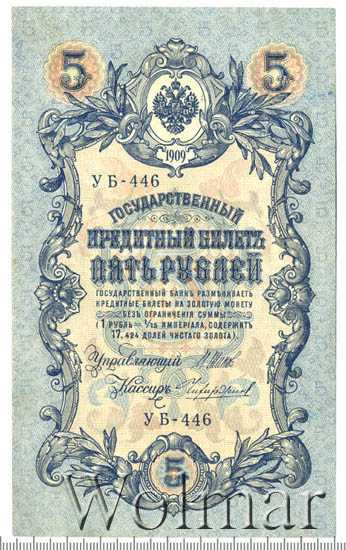 5 5
1909
УБ-446
ГОСУДАРСТВЕННЫЙ
КРЕДИТНЫЙ БИЛЕТЪ
ПЯТЬ РУБЛЕЙ
ГОСУДАРСТВЕННЫЙ БАНКЪ РАЗМѢНИВАЕТЪ
КРЕДИТНЫЕ БИЛЕТЫ НА ЗОЛОТУЮ МОНЕТУ
БЕЗЪ ОГРАНИЧЕНІЯ СУММЫ
(1 РУБЛЬ = 1/15 ИМПЕРІАЛА, СОДЕРЖИТЪ
17,424 ДОЛЕЙ ЧИСТАГО ЗОЛОТА).
Управляющій
Кассиръ
УБ-446
5
Wolmar